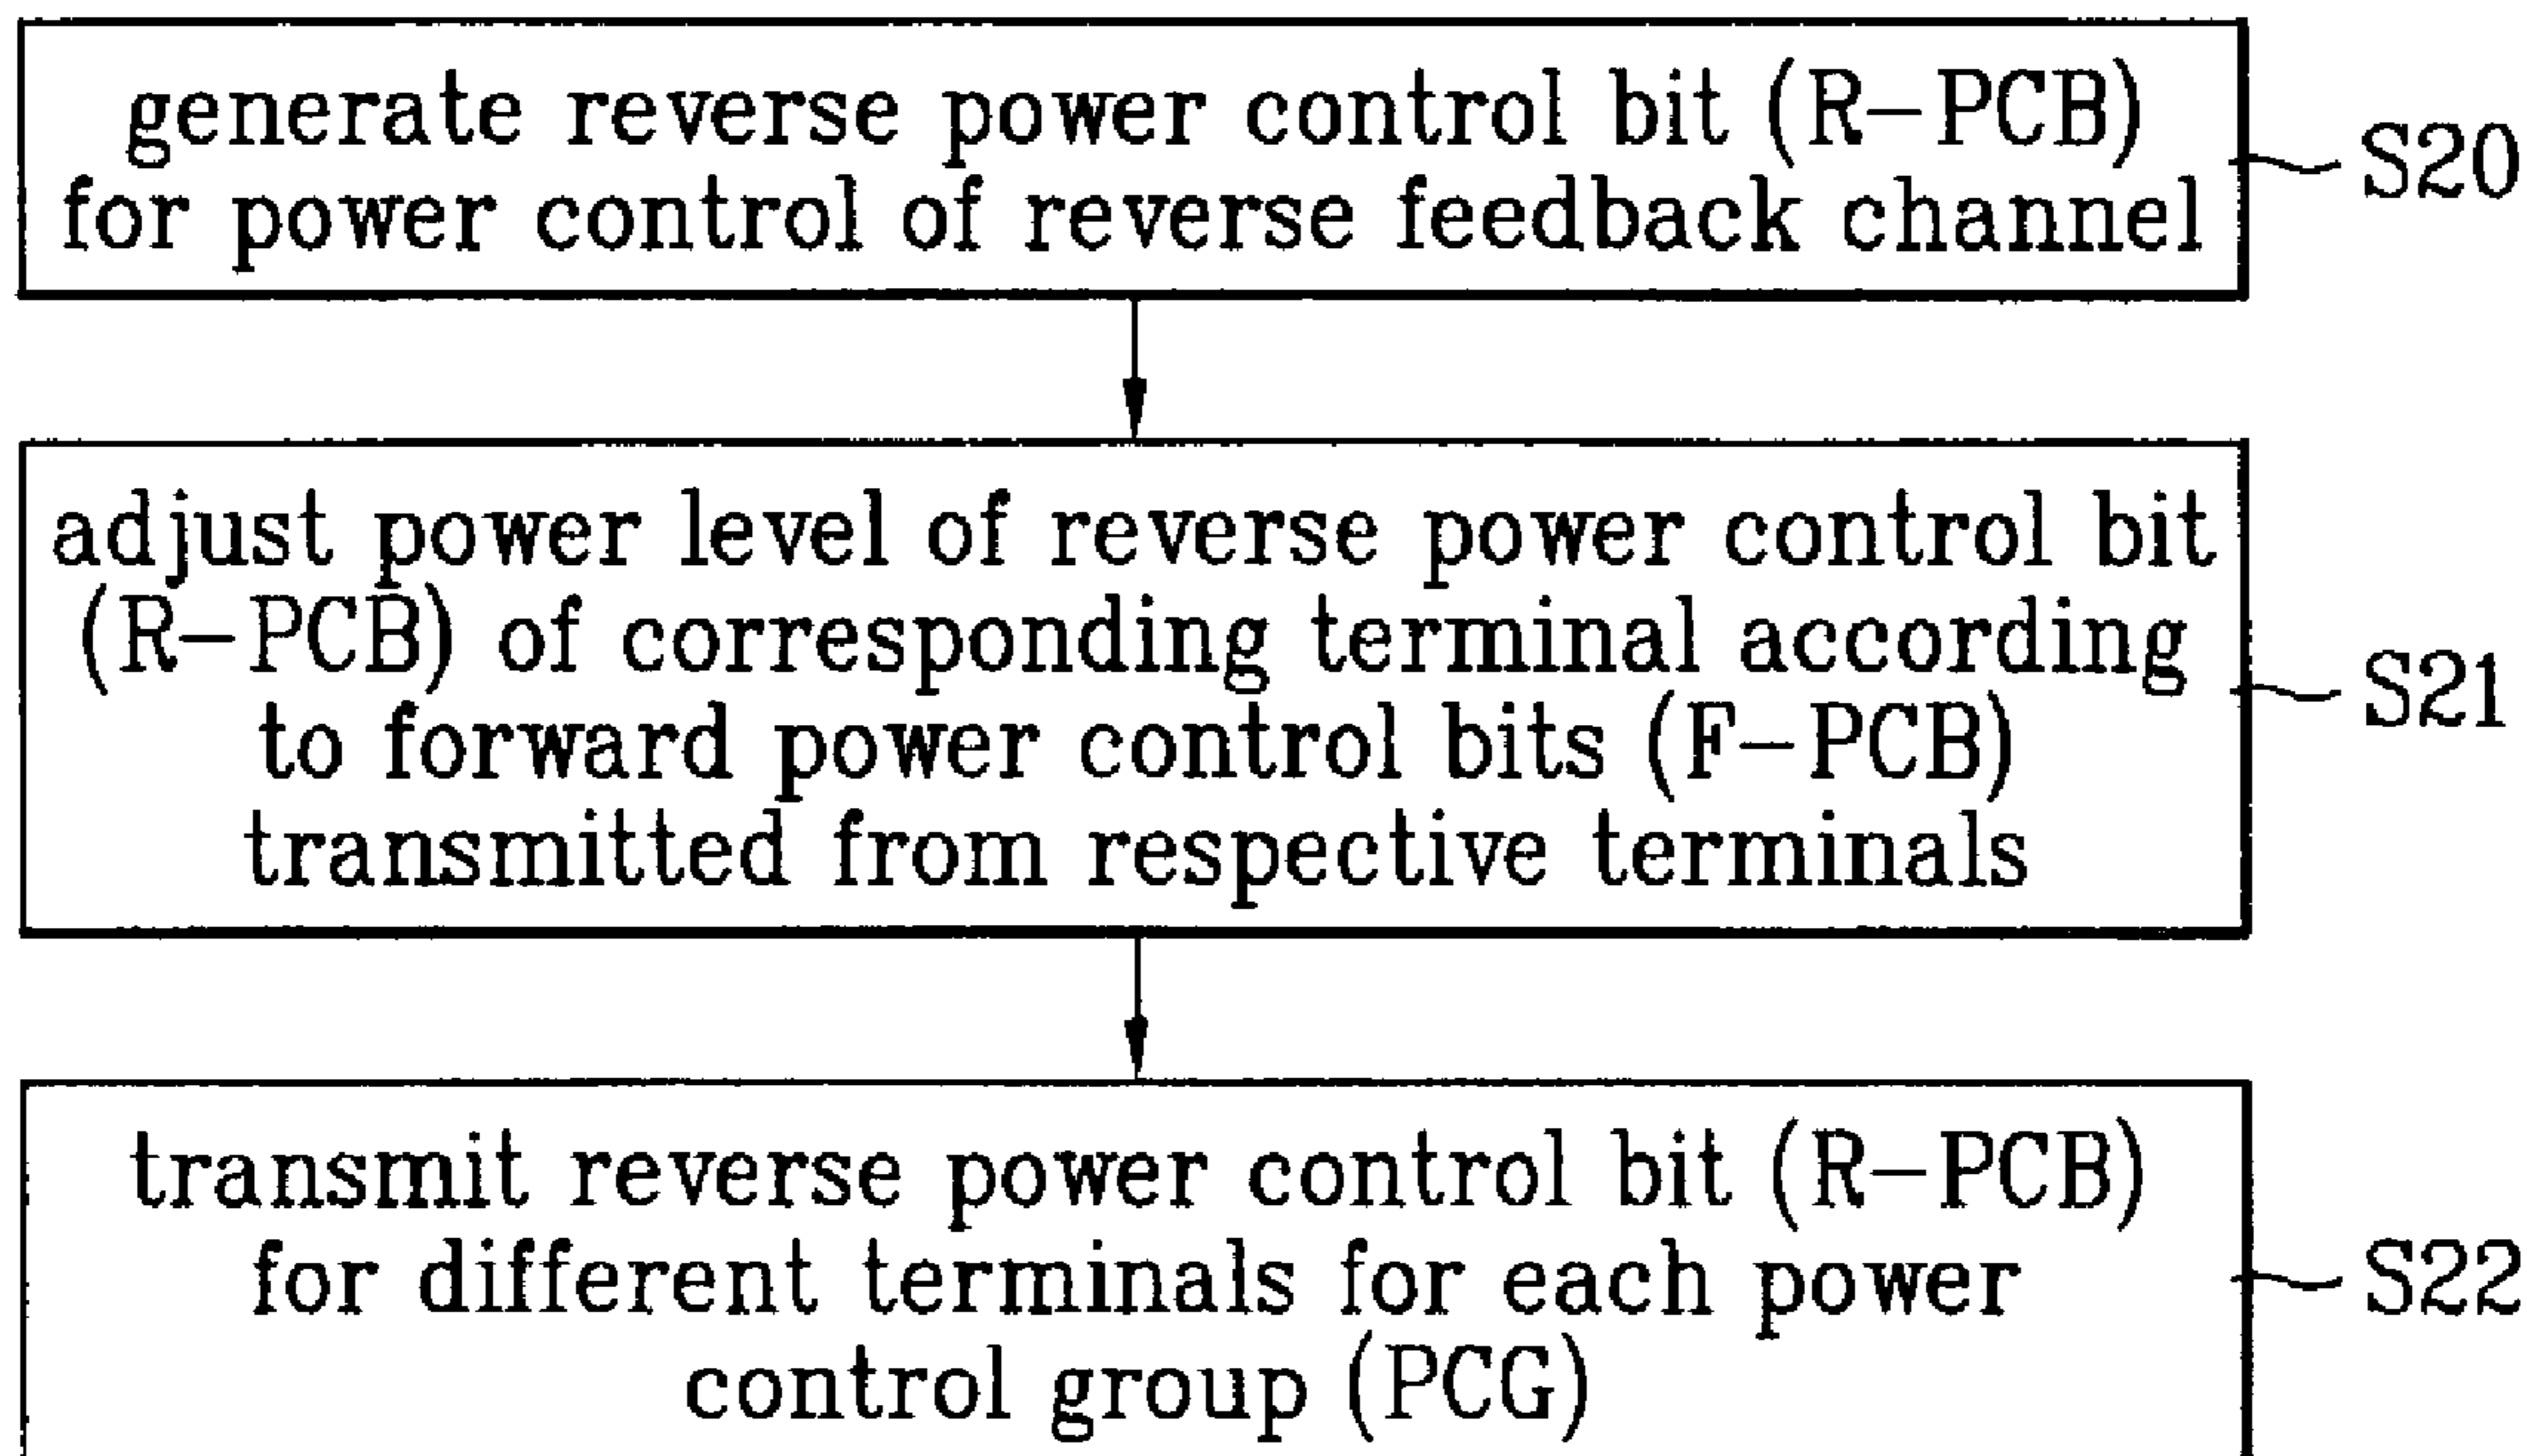 generate reverse power control bit (R-PCB)
for power control of reverse feedback channel
S20
adjust power level of reverse power control bit
(R-PCB) of corresponding terminal according
to forward power control bits (F-PCB)
transmitted from respective terminals
S21
transmit reverse power control bit (R-PCB)
for different terminals for each power
control group (PCG)
S22